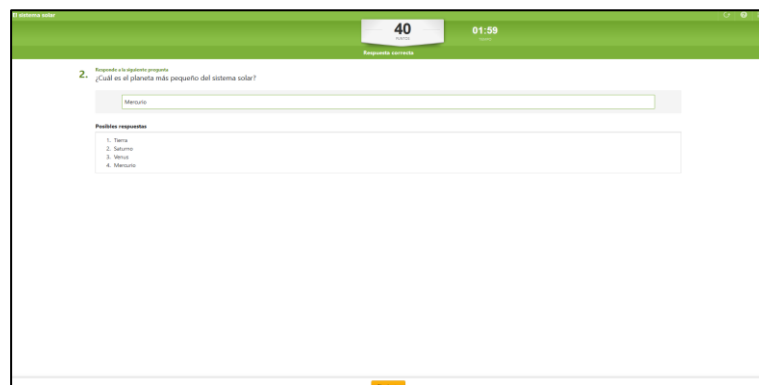 El sistema solar
40
PUNTOS
01:59
Respuesta correcta
2.
Responde a la siguiente pregunta
¿Cuál es el planeta más pequeño del sistema solar?
Mercurio
Posibles respuestas
1. Tierra
2. Saturno
3. Venus
4. Mercurio